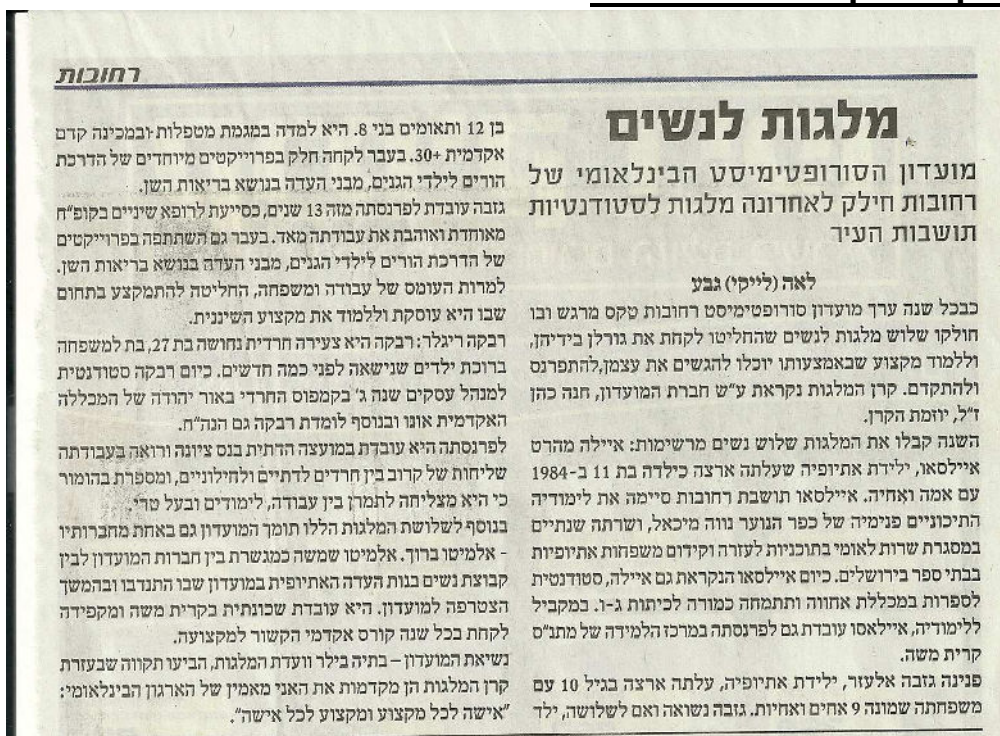 רחובות
מלגות לנשים
מועדון הסורופטימיסט הבינלאומי של
רחובות חילק לאחרונה מלגות לסטודנטיות
תושבות העיר
לאה (לייקי) גבע
כבכל שנה ערך מועדון סורופטימיסט רחובות טקס מרגש ובו
חולקו שלוש מלגות לנשים שהחליטו לקחת את גורלן בידיהן,
וללמוד מקצוע שבאמצעותו יוכלו להגשים את עצמן,להתפרנס
ולהתקדם. קרן המלגות נקראת ע״ש חברת המועדון, חנה כהן
ז״ל, יוזמת הקרן.
השנה קבלו את המלגות שלוש נשים מרשימות: איילה מהרט
איילסאו, ילידת אתיופיה שעלתה ארצה כילדה בת 11 ב-1984
עם אמה ואחיה. איילסאו תושבת רחובות סיימה את לימודיה
התיכוניים פנימיה של כפר הנוער נווה מיכאל, ושרתה שנתיים
במסגרת שרות לאומי בתוכניות לעזרה וקידום משפחות אתיופיות
בבתי ספר בירושלים. כיום איילסאו הנקראת גם איילה, סטודנטית
לספרות במכללת אחווה ותתמחה כמורה לכיתות ג-ו. במקביל
ללימודיה, איילאסו עובדת גם לפרנסתה במרכז הלמידה של מתנ״ס
קרית משה.
פנינה גזבה אלעזר, ילידת אתיופיה, עלתה ארצה בגיל 10 עם
משפחתה שמונה 9 אחים ואחיות. גזבה נשואה ואם לשלושה, ילד
בן 12 ותאומים בני 8. היא למדה במגמת מטפלות ובמכינה קדם
אקדמית +30. בעבר לקחה חלק בפרוייקטים מיוחדים של הדרכת
הורים לילדי הגנים, מבני העדה בנושא בריאות השן.
גזבה עובדת לפרנסתה מזה 13 שנים, כסייעת לרופא שיניים בקופ״ח
מאוחדת ואוהבת את עבודתה מאד. בעבר גם השתתפה בפרוייקטים
של הדרכת הורים לילדי הגנים, מבני העדה בנושא בריאות השן.
למרות העומס של עבודה ומשפחה, החליטה להתמקצע בתחום
שבו היא עוסקת וללמוד את מקצוע השיננית.
רבקה ריגלר: רבקה היא צעירה חרדית נחושה בת 27, בת למשפחה
ברוכת ילדים שנישאה לפני כמה חדשים. כיום רבקה סטודנטית
למנהל עסקים שנה ג׳ בקמפוס החרדי באור יהודה של המכללה
האקדמית אונו ובנוסף לומדת רבקה גם הנה״ח.
לפרנסתה היא עובדת במועצה הדתית בנס ציונה ורואה בעבודתה
שליחות של קרוב בין חרדים לדתיים ולחילוניים, ומספרת בהומור
כי היא מצליחה לתמרן בין עבודה, לימודים ובעל טרי.
בנוסף לשלושת המלגות הללו תומך המועדון גם באחת מחברותיו
- אלמיטו ברוך. אלמיטו שמשה כמגשרת בין חברות המועדון לבין
קבוצת נשים בנות העדה האתיופית במועדון שבו התנדבו ובהמשך
הצטרפה למועדון. היא עובדת שכונתית בקרית משה ומקפידה
לקחת בכל שנה קורס אקדמי הקשור למקצועה.
נשיאת המועדון – בתיה בילר וועדת המלגות, הביעו תקווה שבעזרת
קרן המלגות הן מקדמות את האני מאמין של הארגון הבינלאומי:
״אישה לכל מקצוע ומקצוע לכל אישה״.